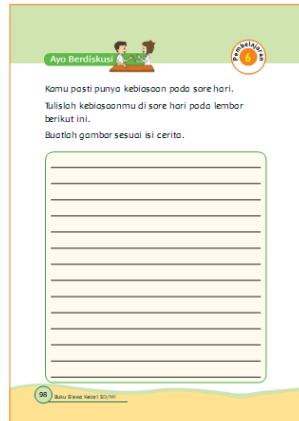 Ayo Berdiskusi
Pembelajaran
6
Kamu pasti punya kebiasaan pada sore hari.
Tulislah kebiasaanmu di sore hari pada lembar
berikut ini.
Buatlah gambar sesuai isi cerita.
98
Buku Siswa Kelas I SD/MI